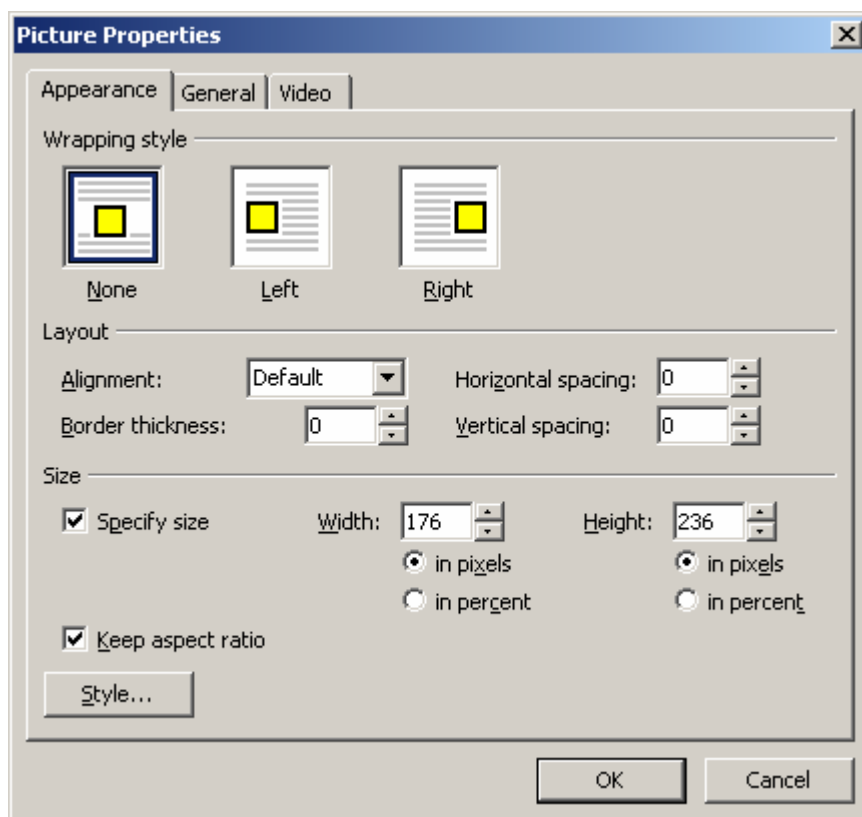 Picture Properties
Appearance General Video
Wrapping style
None Left Right
Layout
Alignment: Default Horizontal spacing: 0
Border thickness: 0 Vertical spacing: 0
Size
Specify size Width: 176 Height: 236
in pixels in pixels
in percent in percent
Keep aspect ratio
Style...
OK Cancel